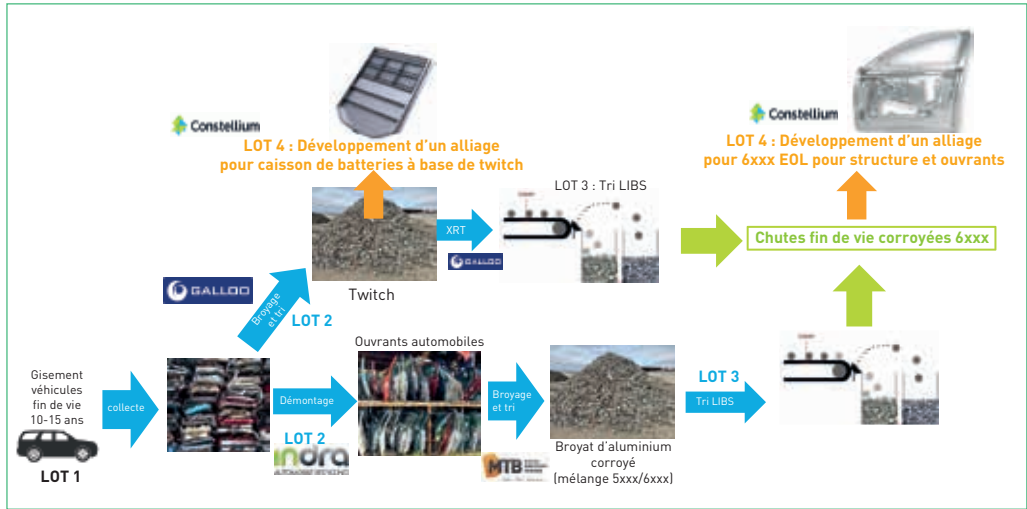 Constellium
LOT 4 : Développement d'un alliage
pour caisson de batteries à base de twitch
Constellium
LOT 4 : Développement d'un alliage
pour 6xxx EOL pour structure et ouvrants
LOT 3 : Tri LIBS
XRT
GALLOO
Chutes fin de vie corroyées 6xxx
GALLOO
Broyage
et tri
LOT 2
Twitch
Ouvrants automobiles
Gisement
véhicules
fin de vie
10-15 ans
LOT 1
collecte
Démontage
LOT 2
indra
AUTOMOBILE RECYCLING
Broyage
et tri
MTB
Broyat d'aluminium
corroyé
(mélange 5xxx/6xxx)
LOT 3
Tri LIBS